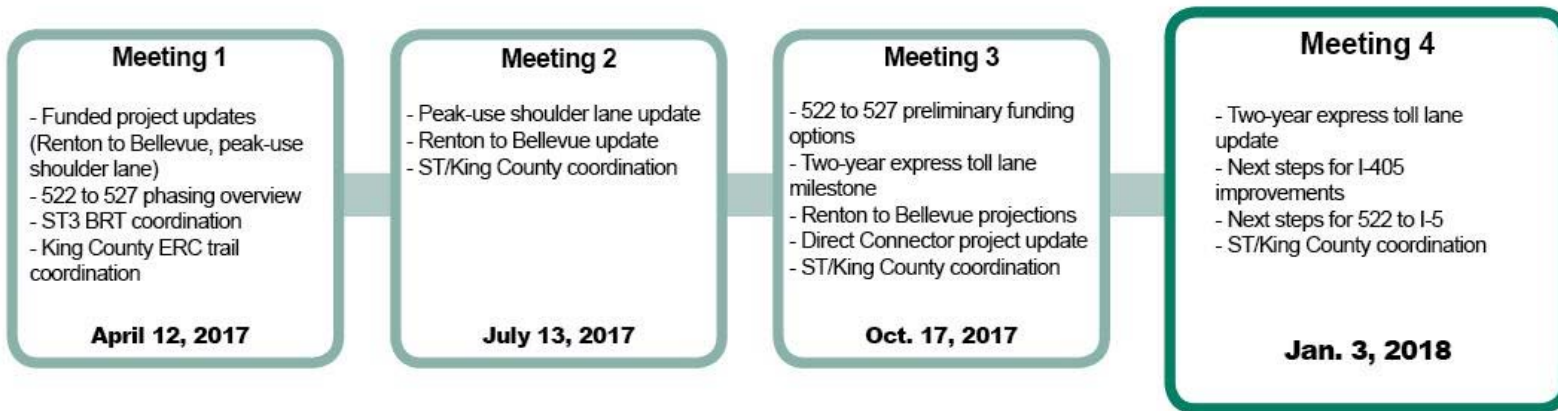 Meeting 1
- Funded project updates
(Renton to Bellevue, peak-use
shoulder lane)
- 522 to 527 phasing overview
- ST3 BRT coordination
- King County ERC trail
coordination
April 12, 2017
Meeting 2
- Peak-use shoulder lane update
- Renton to Bellevue update
- ST/King County coordination
July 13, 2017
Meeting 3
- 522 to 527 preliminary funding
options
- Two-year express toll lane
milestone
- Renton to Bellevue projections
- Direct Connector project update
- ST/King County coordination
Oct. 17, 2017
Meeting 4
- Two-year express toll lane
update
- Next steps for I-405
improvements
- Next steps for 522 to I-5
- ST/King County coordination
Jan. 3, 2018